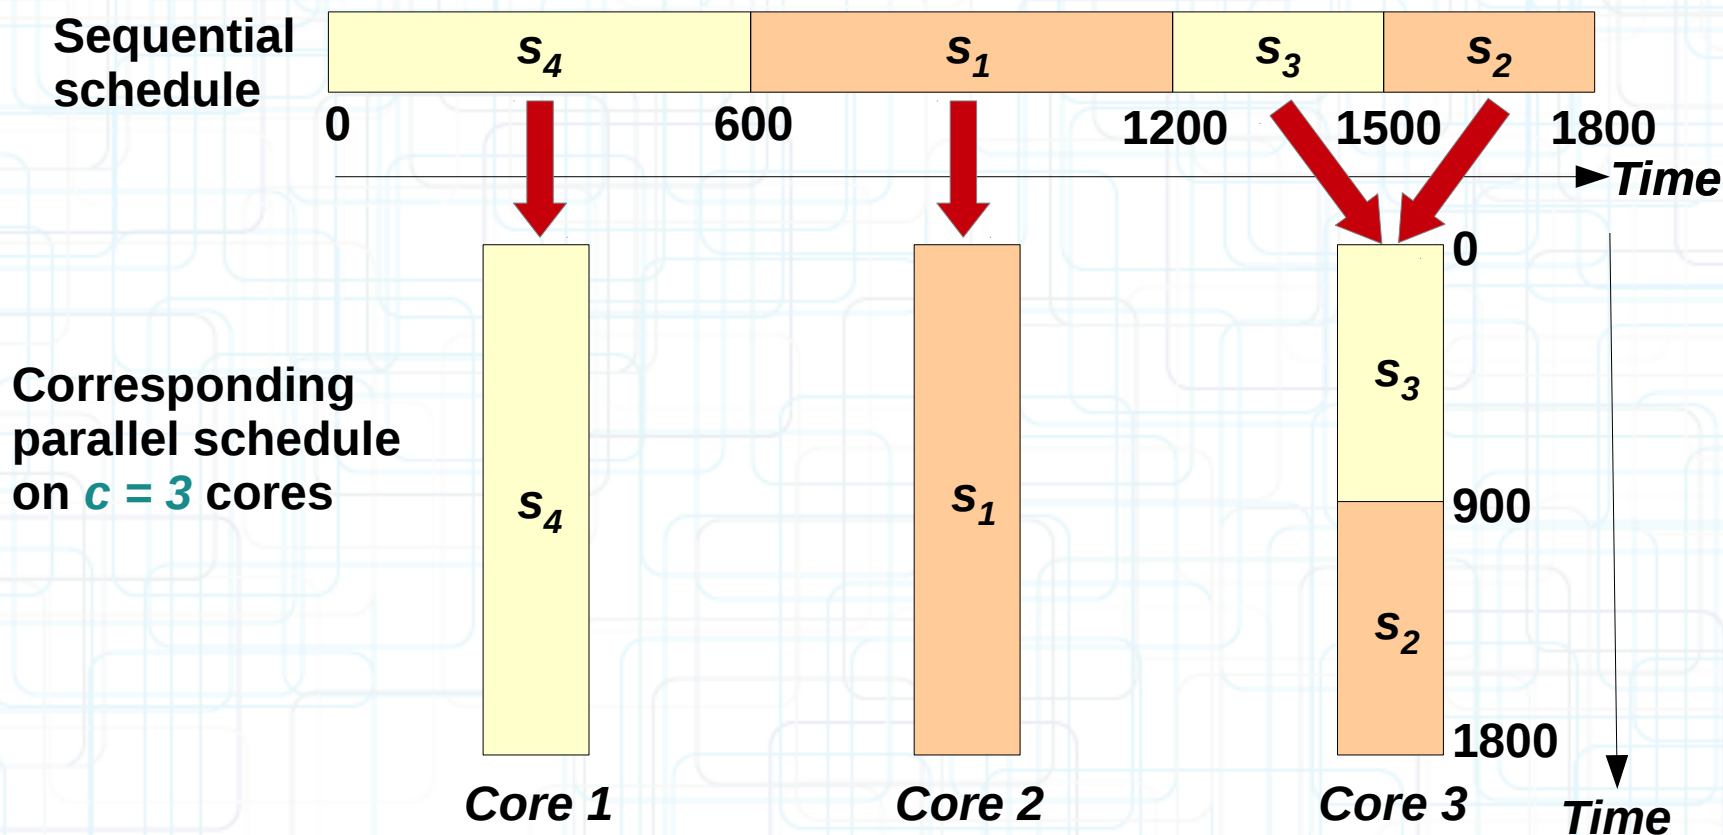 Sequential
schedule
s4
s1
s3
s2
0
600
1200
1500
1800
Time
Corresponding
parallel schedule
on c = 3 cores
s4
s1
s3
s2
0
900
1800
Core 1
Core 2
Core 3
Time